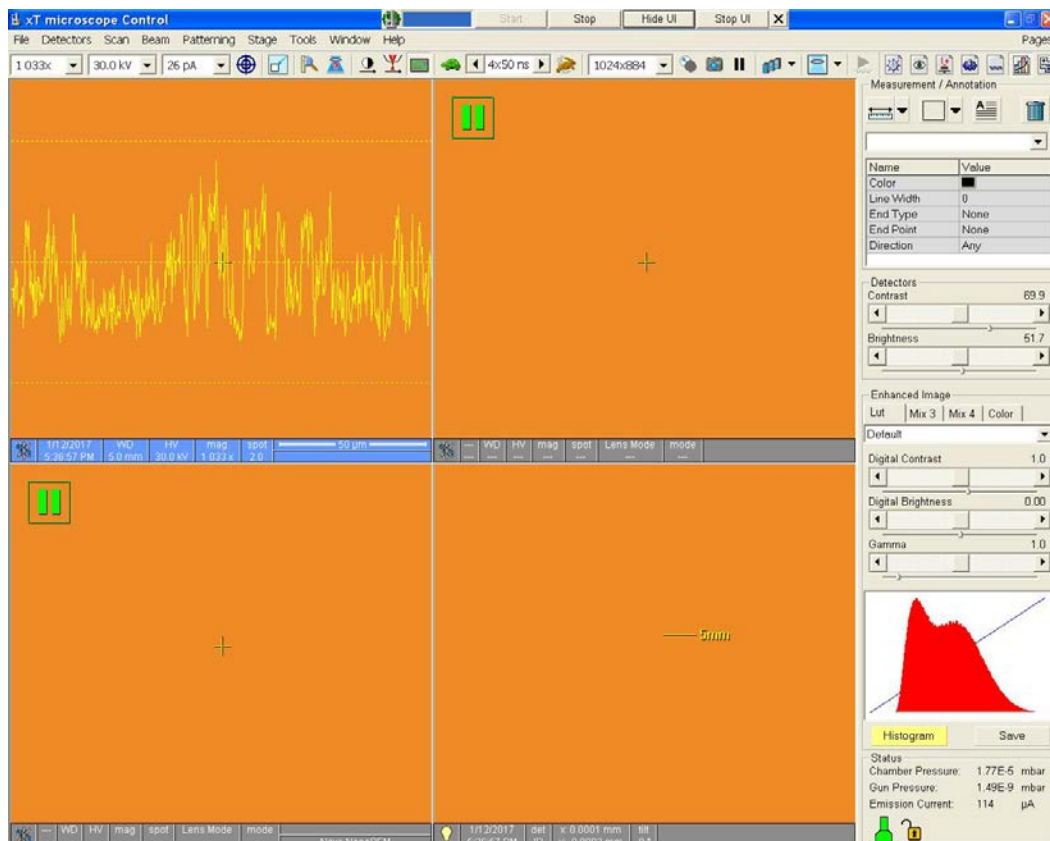 xT microscope Control
Start Stop Hide UI Stop UI X
File Detectors Scan Beam Patterning Stage Tools Window Help Pages
1 033x 30.0 kV 26 pA 4x50 ns 1024x884
Measurement / Annotation
Name Value
Color
Line Width 0
End Type None
End Point None
Direction Any
Detectors
Contrast 69.9
Brightness 51.7
Enhanced Image
Lut Mix 3 Mix 4 Color
Default
Digital Contrast 1.0
Digital Brightness 0.00
Gamma 1.0
Histogram Save
Status
Chamber Pressure: 1.77E-5 mbar
Gun Pressure: 1.49E-9 mbar
Emission Current: 114 µA
1/12/2017 WD HV mag spot 50 µm
5:26:57 PM 5.0 mm 30.0 kV 1 033 x 2.0
--- WD HV mag spot Lens Mode mode
--- --- --- --- --- --- ---
5mm
--- WD HV mag spot Lens Mode mode
1/12/2017 det x: 0.0001 mm tilt